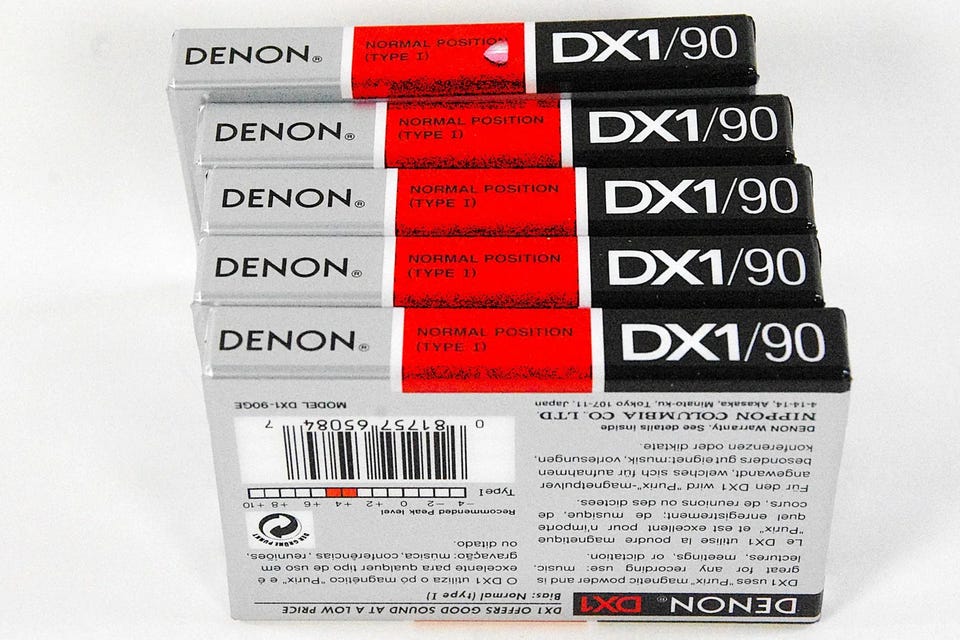 DENON® NORMAL POSITION DX1/90
(TYPE I)
DENON® NORMAL POSITION DX1/90
(TYPE I)
DENON® NORMAL POSITION DX1/90
(TYPE I)
DENON® NORMAL POSITION DX1/90
(TYPE I)
DENON® NORMAL POSITION DX1/90
(TYPE I)
DENON® DX1
DX1 uses "Purix" magnetic powder and is
great for any recording use: music,
lectures, meetings, or dictation.
Le DX1 utilise la poudre magnetique
"Purix" et est excellent pour n'importe
quel enregistrement; de musique, de
cours, de reunions ou des dictees.
Für den DX1 wird "Purix"-magnetpulver
angewandt, welches sich für aufnahmen
besonders gut eignet: musik, vorlesungen,
konferenzen oder diktate.
DENON Warranty. See details inside
NIPPON COLUMBIA CO.LTD.
4-14-14, Akasaka, Minato-ku, Tokyo 107-11, Japan
DX1 OFFERS GOOD SOUND AT A LOW PRICE
Bias: Normal (type I)
O DX1 utiliza o pó magnético "Purix" e é
excelente para qualquer tipo de uso em
gravação: musica, conferências, reuniões,
ou ditado.
DER GRÜNE PUNKT
Recommended Peak level
-4 -2 0 +2 +4 +6 +8 +10
Type I
0 81757 65084 7
MODEL DX1-90GE